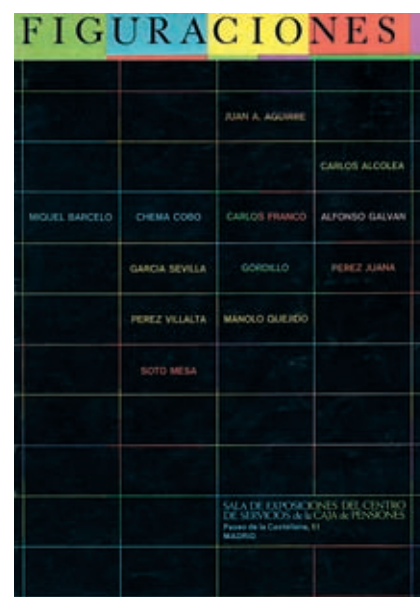 FIGURACIONES
JUAN A. AGUIRRE
CARLOS ALCOLEA
MIQUEL BARCELO CHEMA COBO CARLOS FRANCO ALFONSO GALVAN
GARCIA SEVILLA GORDILLO PEREZ JUANA
PEREZ VILLALTA MANOLO QUEJIDO
SOTO MESA
SALA DE EXPOSICIONES DEL CENTRO
DE SERVICIOS de la CAJA de PENSIONES
Paseo de la Castellana, 51
MADRID